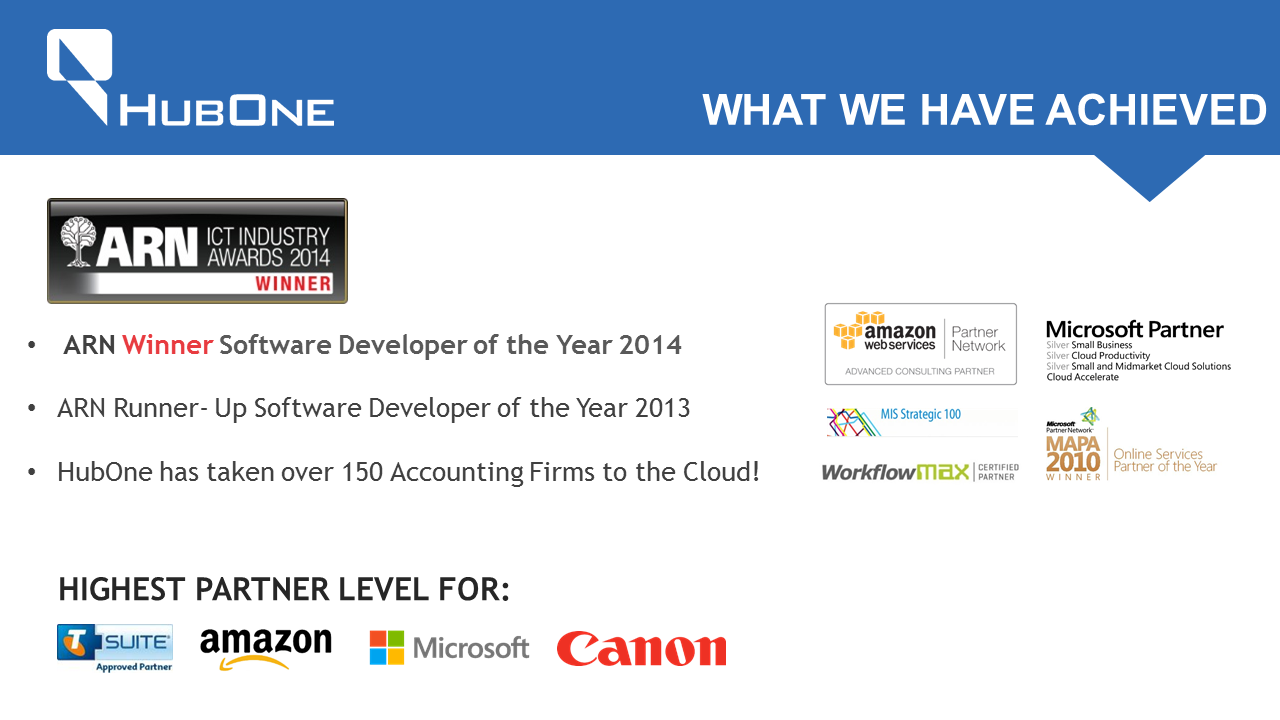 HUBONE
WHAT WE HAVE ACHIEVED
ARN ICT INDUSTRY
AWARDS 2014
WINNER
• ARN Winner Software Developer of the Year 2014
• ARN Runner- Up Software Developer of the Year 2013
• HubOne has taken over 150 Accounting Firms to the Cloud!
amazon
webservices
Partner
Network
ADVANCED CONSULTING PARTNER
Microsoft Partner
Silver Small Business
Silver Cloud Productivity
Silver Small and Midmarket Cloud Solutions
Cloud Accelerate
MIS Strategic 100
WORKFLOWMAX CERTIFIED
PARTNER
Microsoft
Partner Network
MAPA
2010
WINNER
Online Services
Partner of the Year
HIGHEST PARTNER LEVEL FOR:
T SUITE®
Approved Partner
amazon
Microsoft
Canon